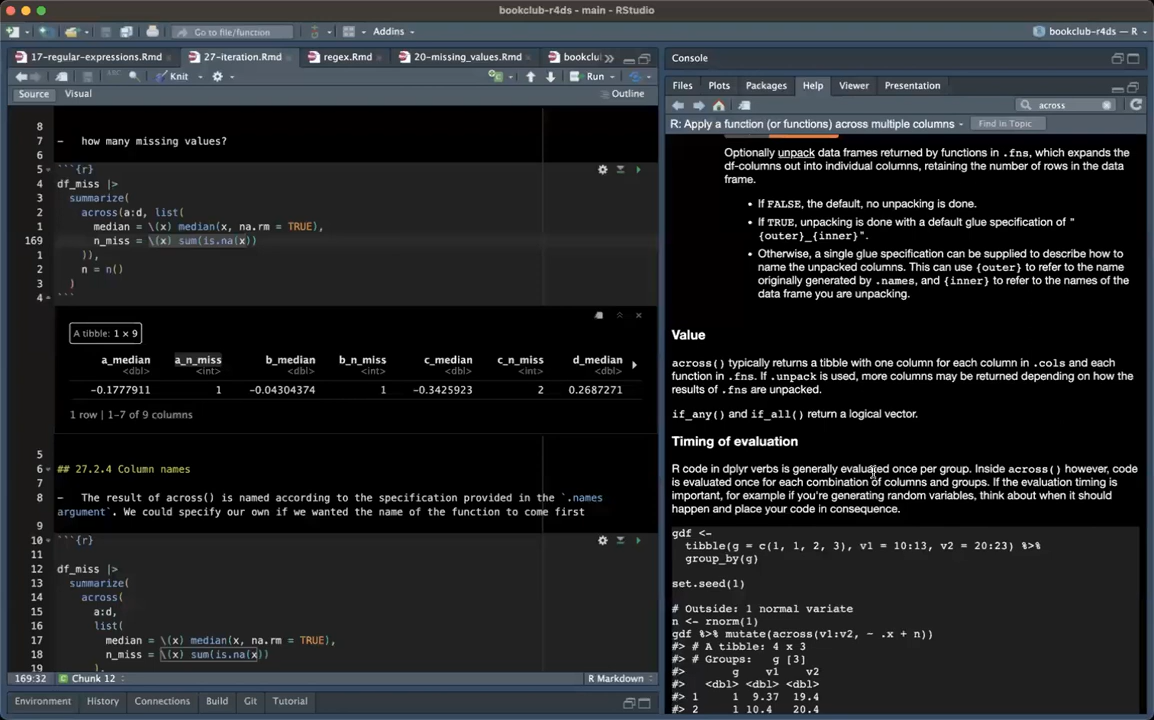 bookclub-r4ds - main - RStudio
Go to file/function
Addins
bookclub-r4ds
17-regular-expressions.Rmd
27-iteration.Rmd
regex.Rmd
20-missing_values.Rmd
bookclu
Knit
Run
Source
Visual
Outline
8
7 - how many missing values?
6
5 ```{r}
4 df_miss |>
3 summarize(
2 across(a:d, list(
1 median = \(x) median(x, na.rm = TRUE),
169 n_miss = \(x) sum(is.na(x))
1 )),
2 n = n()
3 )
4 ```
A tibble: 1 × 9
a_median a_n_miss b_median b_n_miss c_median c_n_miss d_median
<dbl> <int> <dbl> <int> <dbl> <int> <dbl>
-0.1777911 1 -0.04304374 1 -0.3425923 2 0.2687271
1 row | 1-7 of 9 columns
5
6 ## 27.2.4 Column names
7
8 - The result of across() is named according to the specification provided in the `.names
argument`. We could specify our own if we wanted the name of the function to come first
9
10 ```{r}
11
12 df_miss |>
13 summarize(
14 across(
15 a:d,
16 list(
17 median = \(x) median(x, na.rm = TRUE),
18 n_miss = \(x) sum(is.na(x))
19 ),
169:32
Chunk 12
R Markdown
Environment
History
Connections
Build
Git
Tutorial
Console
Files
Plots
Packages
Help
Viewer
Presentation
across
R: Apply a function (or functions) across multiple columns
Find in Topic
Optionally unpack data frames returned by functions in .fns, which expands the
df-columns out into individual columns, retaining the number of rows in the data
frame.
• If FALSE, the default, no unpacking is done.
• If TRUE, unpacking is done with a default glue specification of "
{outer}_{inner}".
• Otherwise, a single glue specification can be supplied to describe how to
name the unpacked columns. This can use {outer} to refer to the name
originally generated by .names, and {inner} to refer to the names of the
data frame you are unpacking.
Value
across() typically returns a tibble with one column for each column in .cols and each
function in .fns. If .unpack is used, more columns may be returned depending on how the
results of .fns are unpacked.
if_any() and if_all() return a logical vector.
Timing of evaluation
R code in dplyr verbs is generally evaluated once per group. Inside across() however, code
is evaluated once for each combination of columns and groups. If the evaluation timing is
important, for example if you're generating random variables, think about when it should
happen and place your code in consequence.
gdf <-
tibble(g = c(1, 1, 2, 3), v1 = 10:13, v2 = 20:23) %>%
group_by(g)
set.seed(1)
# Outside: 1 normal variate
n <- rnorm(1)
gdf %>% mutate(across(v1:v2, ~ .x + n))
#> # A tibble: 4 x 3
#> # Groups: g [3]
#> g v1 v2
#> <dbl> <dbl> <dbl>
#> 1 1 9.37 19.4
#> 2 1 10.4 20.4